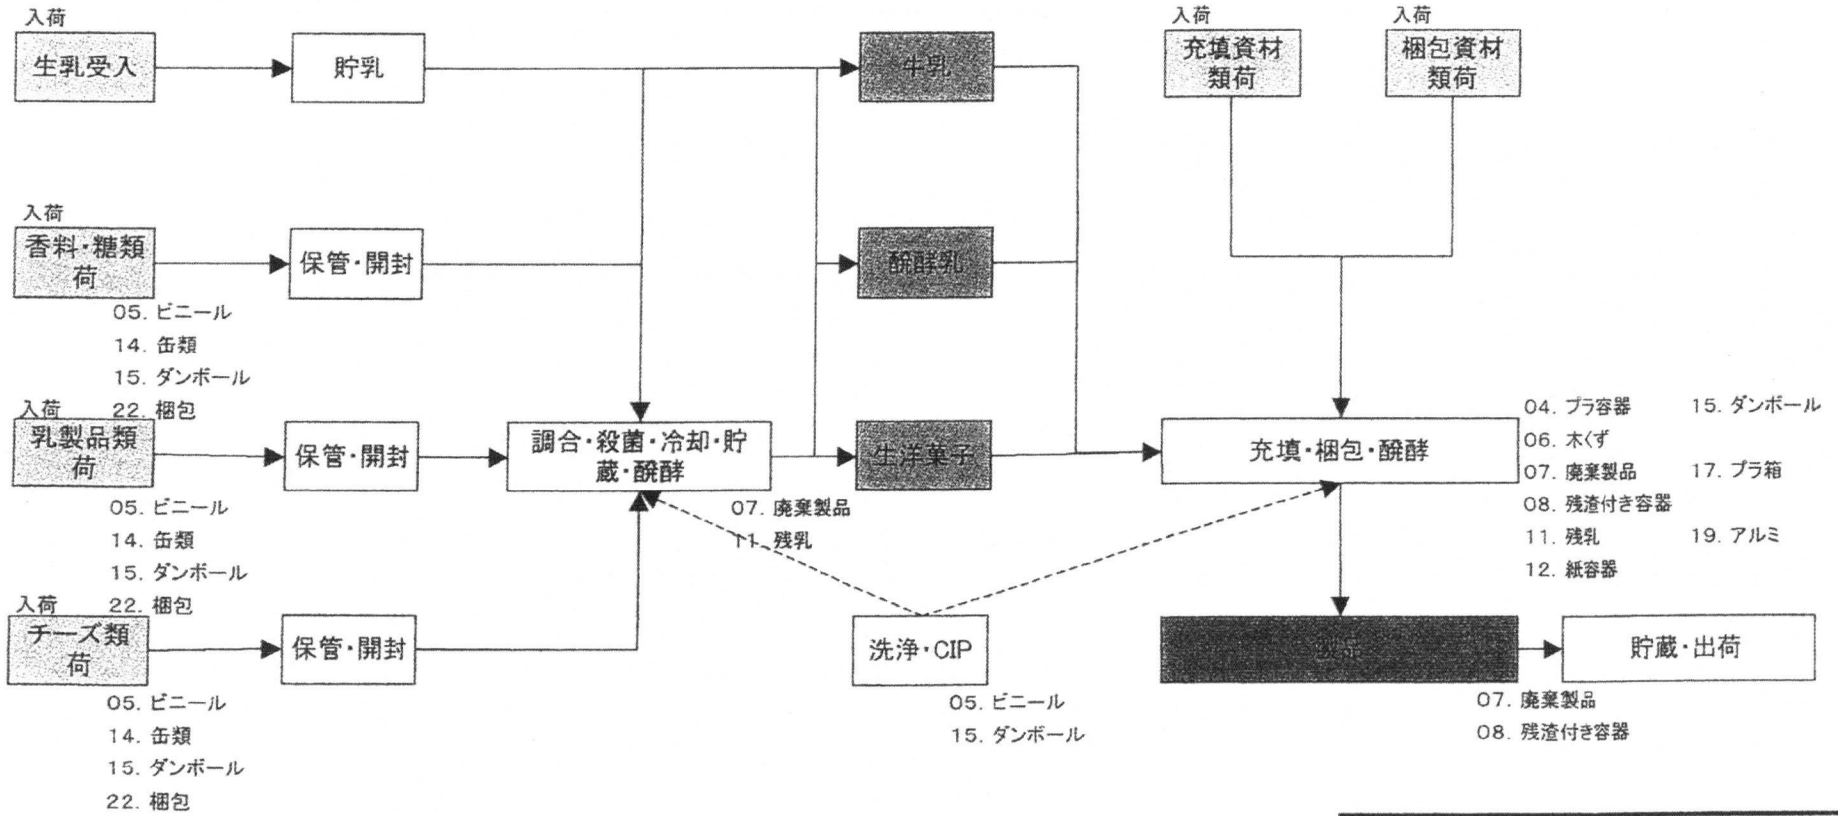 入荷
生乳受入
貯乳
牛乳
入荷
充填資材
類荷
入荷
梱包資材
類荷
入荷
香料・糖類
荷
保管・開封
醗酵乳
05. ビニール
14. 缶類
15. ダンボール
22. 梱包
入荷
乳製品類
荷
保管・開封
調合・殺菌・冷却・貯
蔵・醗酵
生洋菓子
充填・梱包・醗酵
07. 廃棄製品
11. 残乳
04. プラ容器
15. ダンボール
06. 木くず
07. 廃棄製品
17. プラ箱
08. 残渣付き容器
11. 残乳
19. アルミ
12. 紙容器
05. ビニール
14. 缶類
15. ダンボール
22. 梱包
入荷
チーズ類
荷
保管・開封
洗浄・CIP
製品
貯蔵・出荷
05. ビニール
15. ダンボール
07. 廃棄製品
08. 残渣付き容器
05. ビニール
14. 缶類
15. ダンボール
22. 梱包